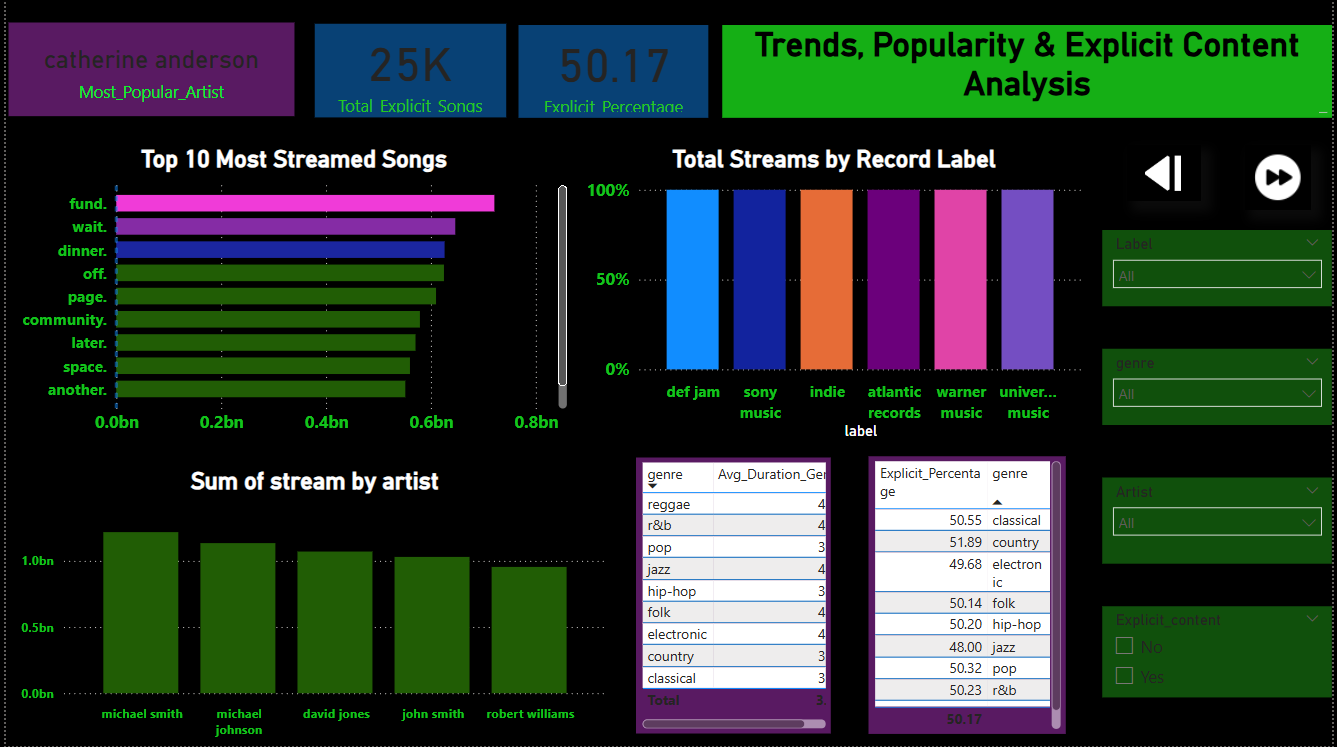 catherine anderson
Most_Popular_Artist
25K
Total_Explicit_Songs
50.17
Explicit_Percentage
Trends, Popularity & Explicit Content
Analysis
Top 10 Most Streamed Songs
fund.
wait.
dinner.
off.
page.
community.
later.
space.
another.
0.0bn 0.2bn 0.4bn 0.6bn 0.8bn
Total Streams by Record Label
100%
50%
0%
def jam sony indie atlantic warner univer...
music records music music
label
Label
All
genre
All
Artist
All
Explicit_content
No
Yes
Sum of stream by artist
1.0bn
0.5bn
0.0bn
michael smith michael david jones john smith robert williams
johnson
genre Avg_Duration_Ger
reggae 4
r&b 4
pop 3
jazz 4
hip-hop 3
folk 4
electronic 4
country 3
classical 3
Total 3.
Explicit_Percenta genre
ge
50.55 classical
51.89 country
49.68 electron
ic
50.14 folk
50.20 hip-hop
48.00 jazz
50.32 pop
50.23 r&b
50.17